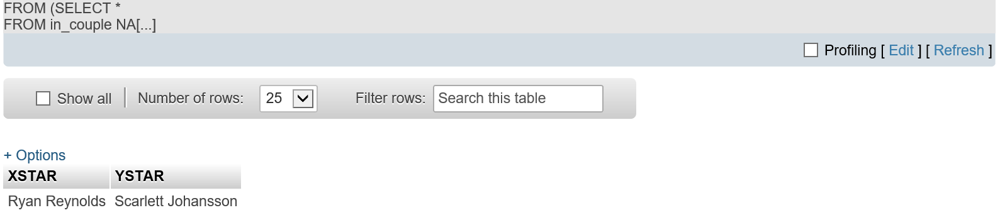 FROM (SELECT *
FROM in_couple NA[...]
Profiling [ Edit ] [ Refresh ]
Show all Number of rows: 25 Filter rows: Search this table
+ Options
XSTAR YSTAR
Ryan Reynolds Scarlett Johansson